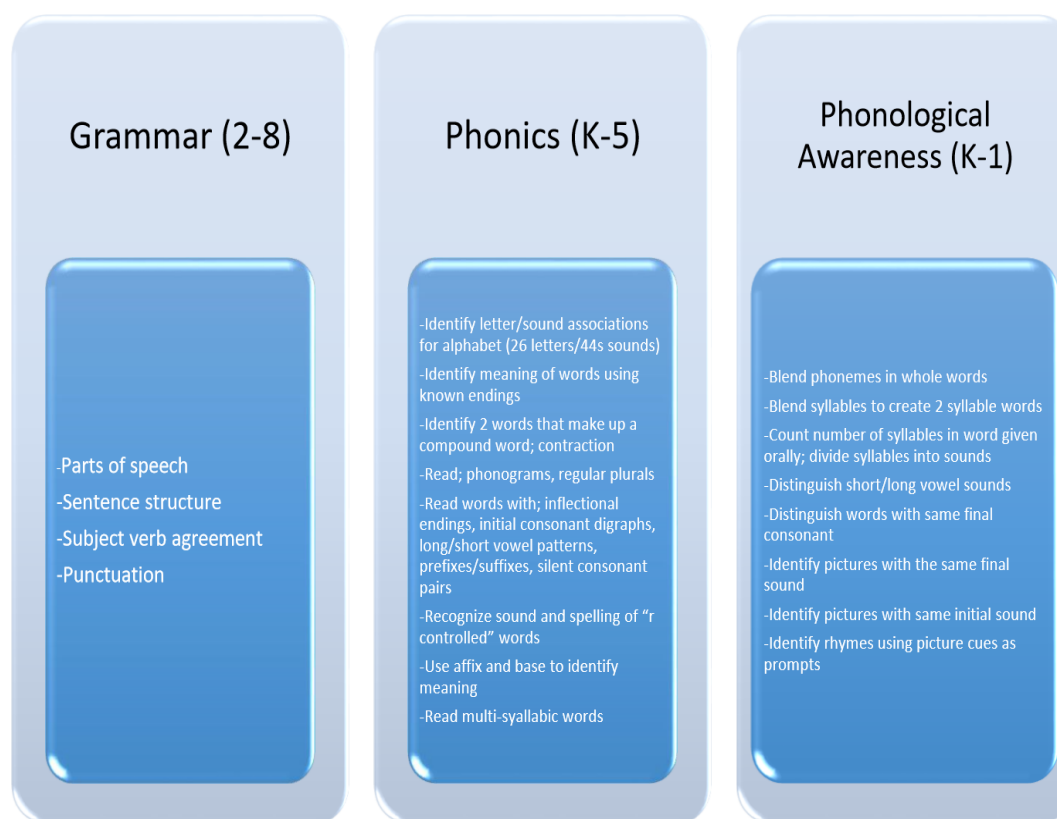 Grammar (2-8)
-Parts of speech
-Sentence structure
-Subject verb agreement
-Punctuation
Phonics (K-5)
-Identify letter/sound associations
for alphabet (26 letters/44s sounds)
-Identify meaning of words using
known endings
-Identify 2 words that make up a
compound word; contraction
-Read; phonograms, regular plurals
-Read words with; inflectional
endings, initial consonant digraphs,
long/short vowel patterns,
prefixes/suffixes, silent consonant
pairs
-Recognize sound and spelling of “r
controlled” words
-Use affix and base to identify
meaning
-Read multi-syallabic words
Phonological
Awareness (K-1)
-Blend phonemes in whole words
-Blend syllables to create 2 syllable words
-Count number of syllables in word given
orally; divide syllables into sounds
-Distinguish short/long vowel sounds
-Distinguish words with same final
consonant
-Identify pictures with the same final
sound
-Identify pictures with same initial sound
-Identify rhymes using picture cues as
prompts